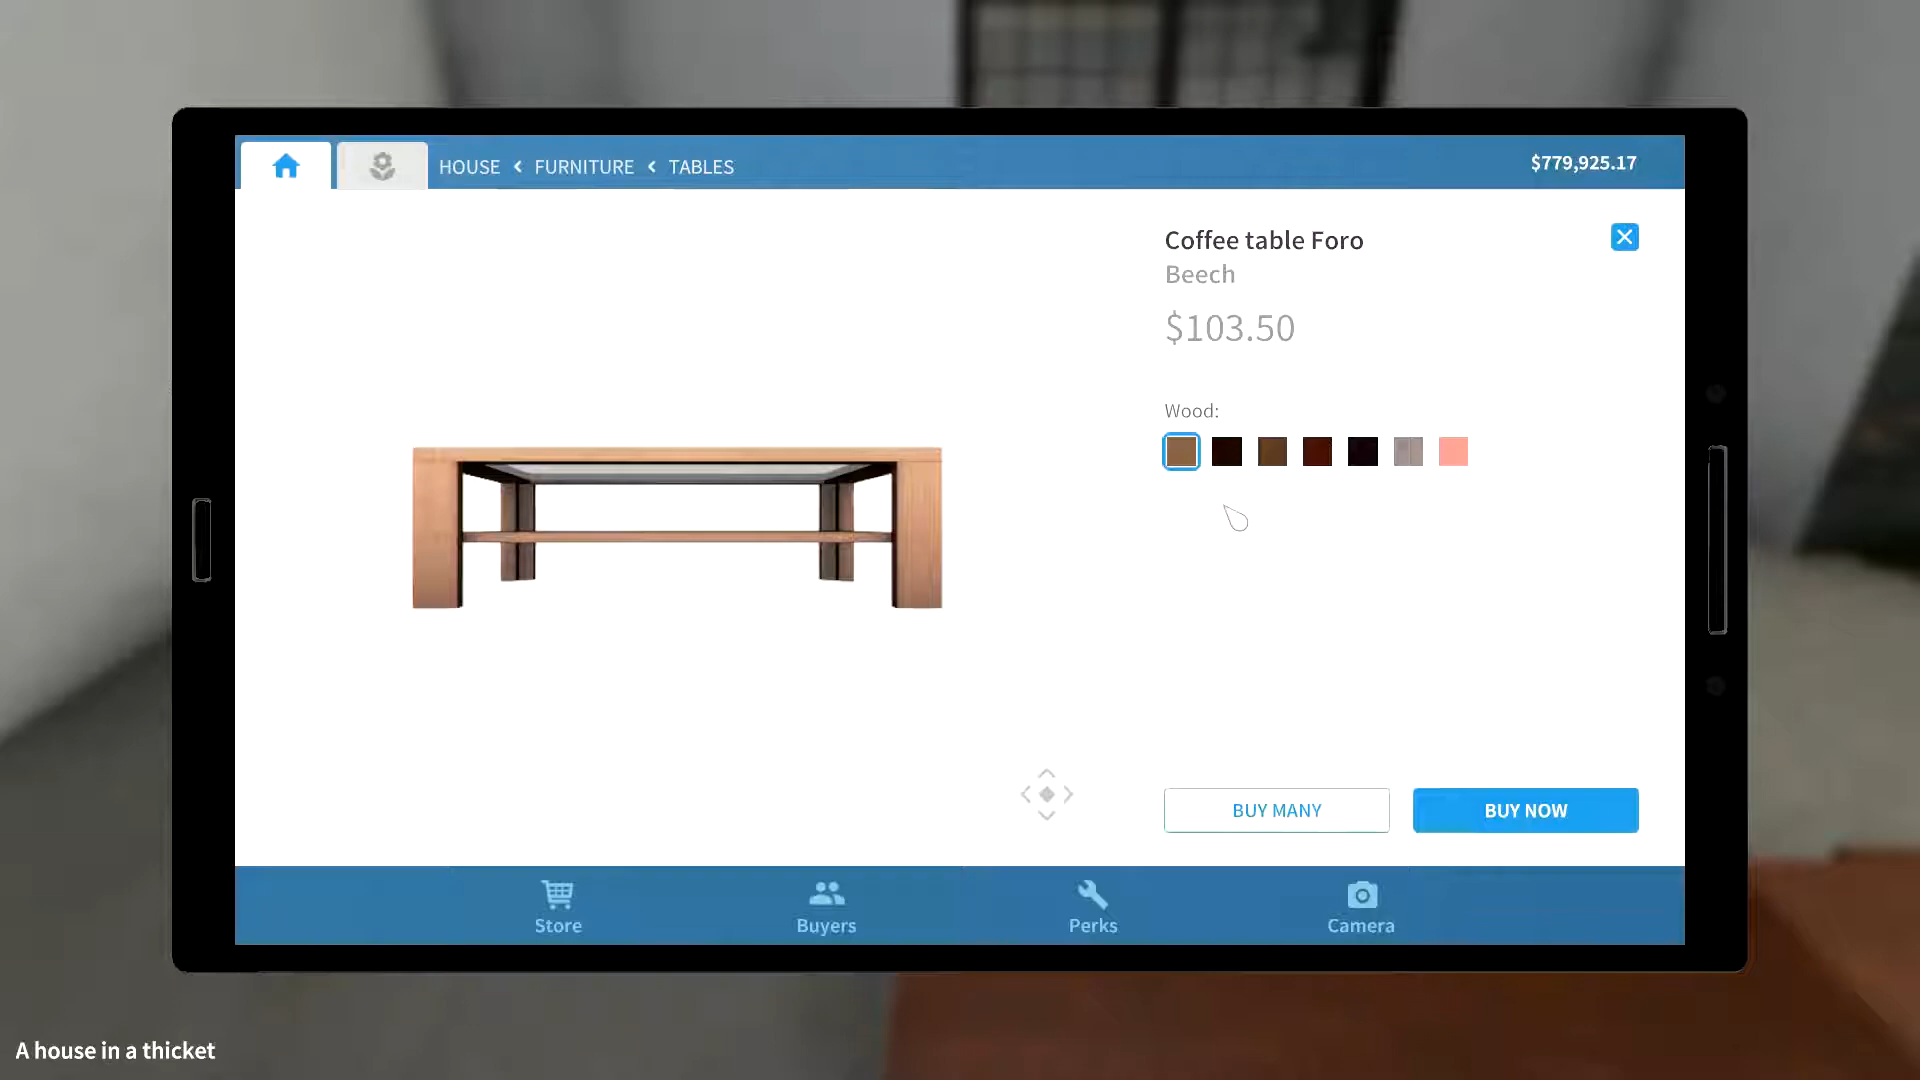 HOUSE < FURNITURE < TABLES
$779,925.17
Coffee table Foro
Beech
$103.50
Wood:
BUY MANY
BUY NOW
Store
Buyers
Perks
Camera
A house in a thicket